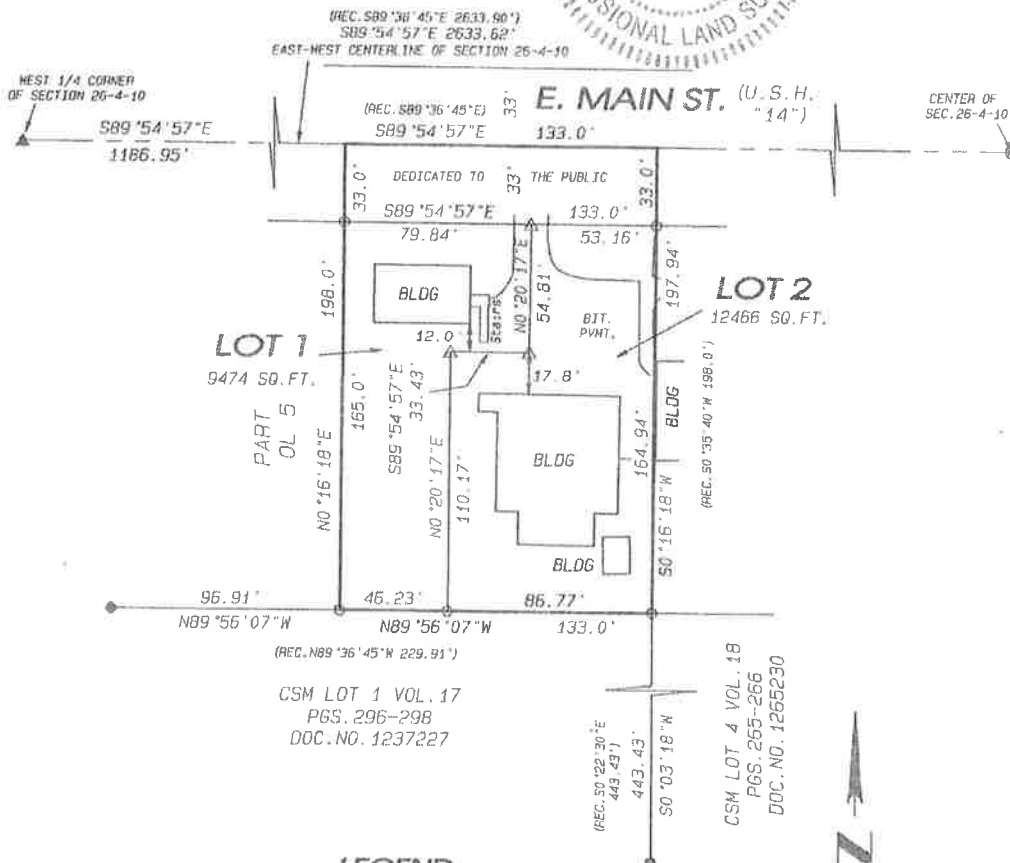 SSIONAL LAND SU
(REC.S89°36'45"E 2633.90')
S89°54'57"E 2633.62'
EAST-WEST CENTERLINE OF SECTION 26-4-10
WEST 1/4 CORNER
OF SECTION 26-4-10
S89°54'57"E
1186.95'
(REC.S89°36'45"E)
S89°54'57"E
33'
E. MAIN ST.
(U.S.H.
"14")
133.0'
CENTER OF
SEC.26-4-10
33.0'
DEDICATED TO
33'
THE PUBLIC
33.0'
S89°54'57"E
133.0'
79.84'
53.16'
198.0'
BLDG
Stairs
N0°20'17"E
54.81'
BIT.
PVMT.
197.94'
LOT 2
12466 SQ.FT.
12.0'
LOT 1
9474 SQ.FT.
PART
OL 5
165.0'
N0°16'18"E
S89°54'57"E
33.43'
17.8'
N0°20'17"E
110.17'
BLDG
164.94'
BLDG
(REC.S0°35'40"W 198.0')
S0°16'18"W
BLDG
96.91'
46.23'
86.77'
N89°56'07"W
N89°56'07"W
133.0'
(REC.N89°36'45"W 229.91')
CSM LOT 1 VOL.17
PGS.296-298
DOC.NO.1237227
(REC.S0°22'30"E
443.43')
443.43'
S0°03'18"W
CSM LOT 4 VOL.18
PGS.265-266
DOC.NO.1265230
N
LEGEND